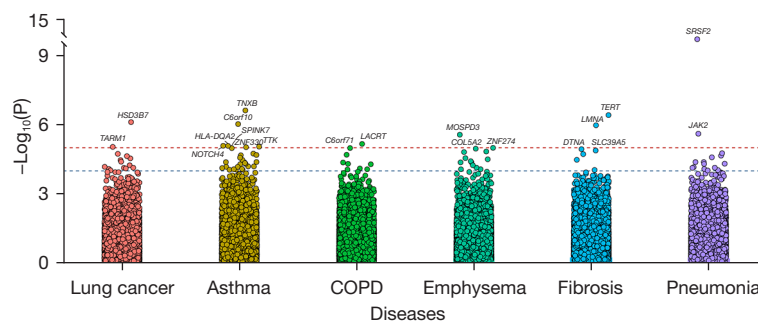 15
SRSF2
9
−Log₁₀(P)
TNXB
HSD3B7
TERT
C6orf10
LMNA
SPINK7
MOSPD3
JAK2
TARM1
HLA-DQA2
ZNF330
TTK
C6orf71
LACRT
COL5A2
ZNF274
DTNA
SLC39A5
6
NOTCH4
3
0
Lung cancer
Asthma
COPD
Emphysema
Fibrosis
Pneumonia
Diseases